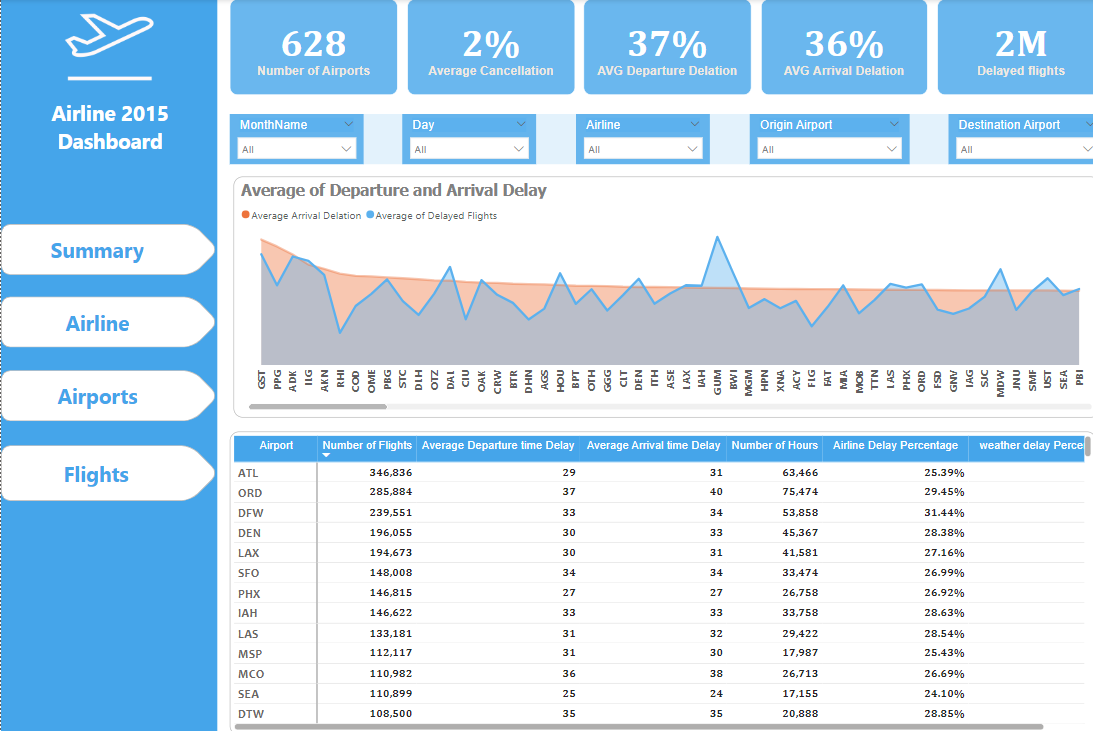 Airline 2015
Dashboard
Summary
Airline
Airports
Flights
628
Number of Airports
2%
Average Cancellation
37%
AVG Departure Delation
36%
AVG Arrival Delation
2M
Delayed flights
MonthName
All
Day
All
Airline
All
Origin Airport
All
Destination Airport
All
Average of Departure and Arrival Delay
Average Arrival Delation Average of Delayed Flights
GST PPG ADK ILG AKN RHI COD OME PBG STC DLH OTZ DAL CIU OAK CRW BTR DHN AGS HOU BPT OTH GGG CLT DEN ITH ASE LAX IAH GUM BWI MGM HPN XNA ACY FLG FAT MIA MOB TTN LAS PHX ORD FSD GNV IAG SJC MDW JNU SMF UST SEA PBI
Airport Number of Flights Average Departure time Delay Average Arrival time Delay Number of Hours Airline Delay Percentage weather delay Perce
ATL 346,836 29 31 63,466 25.39%
ORD 285,884 37 40 75,474 29.45%
DFW 239,551 33 34 53,858 31.44%
DEN 196,055 30 33 45,367 28.38%
LAX 194,673 30 31 41,581 27.16%
SFO 148,008 34 34 33,474 26.99%
PHX 146,815 27 27 26,758 26.92%
IAH 146,622 33 33 33,758 28.63%
LAS 133,181 31 32 29,422 28.54%
MSP 112,117 31 30 17,987 25.43%
MCO 110,982 36 38 26,713 26.69%
SEA 110,899 25 24 17,155 24.10%
DTW 108,500 35 35 20,888 28.85%